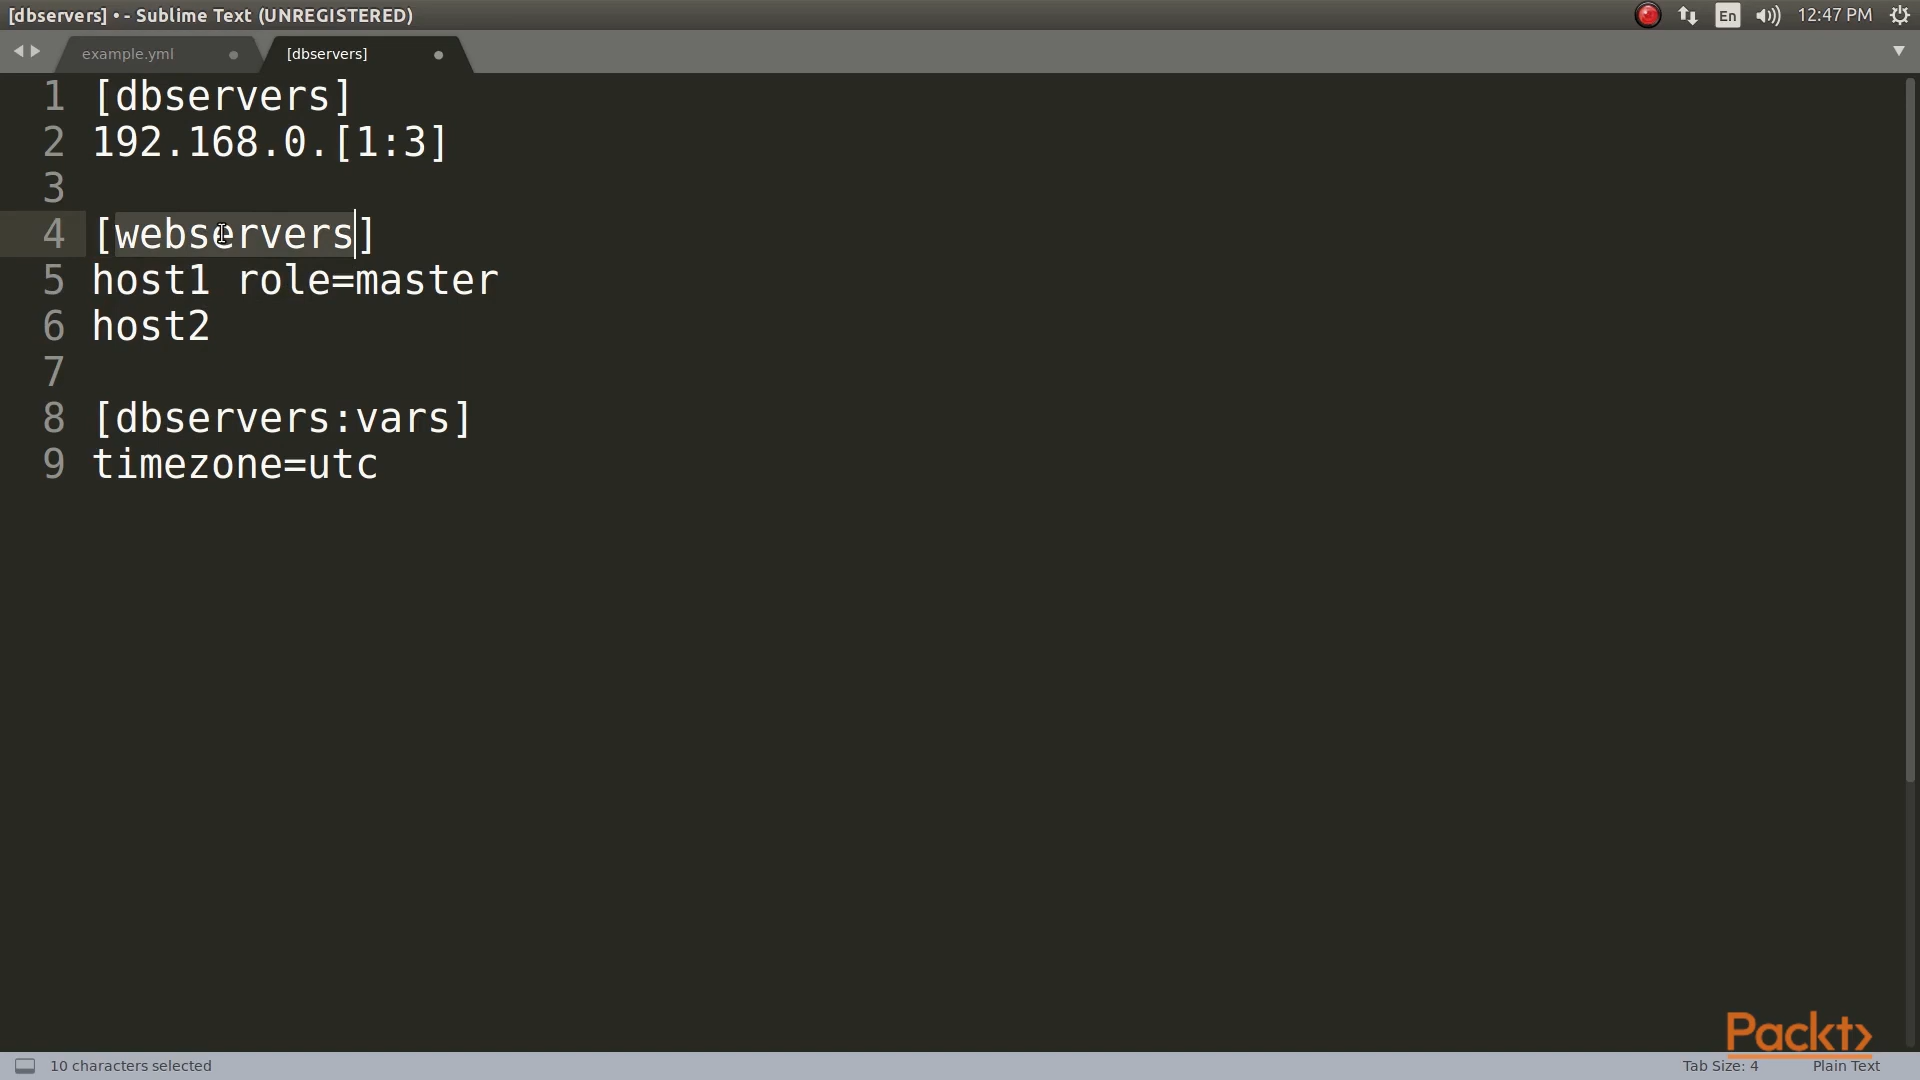 [dbservers] • - Sublime Text (UNREGISTERED)
En
12:47 PM
example.yml
[dbservers]
1 [dbservers]
2 192.168.0.[1:3]
3
4 [webservers]
5 host1 role=master
6 host2
7
8 [dbservers:vars]
9 timezone=utc
Packt>
10 characters selected
Tab Size: 4
Plain Text